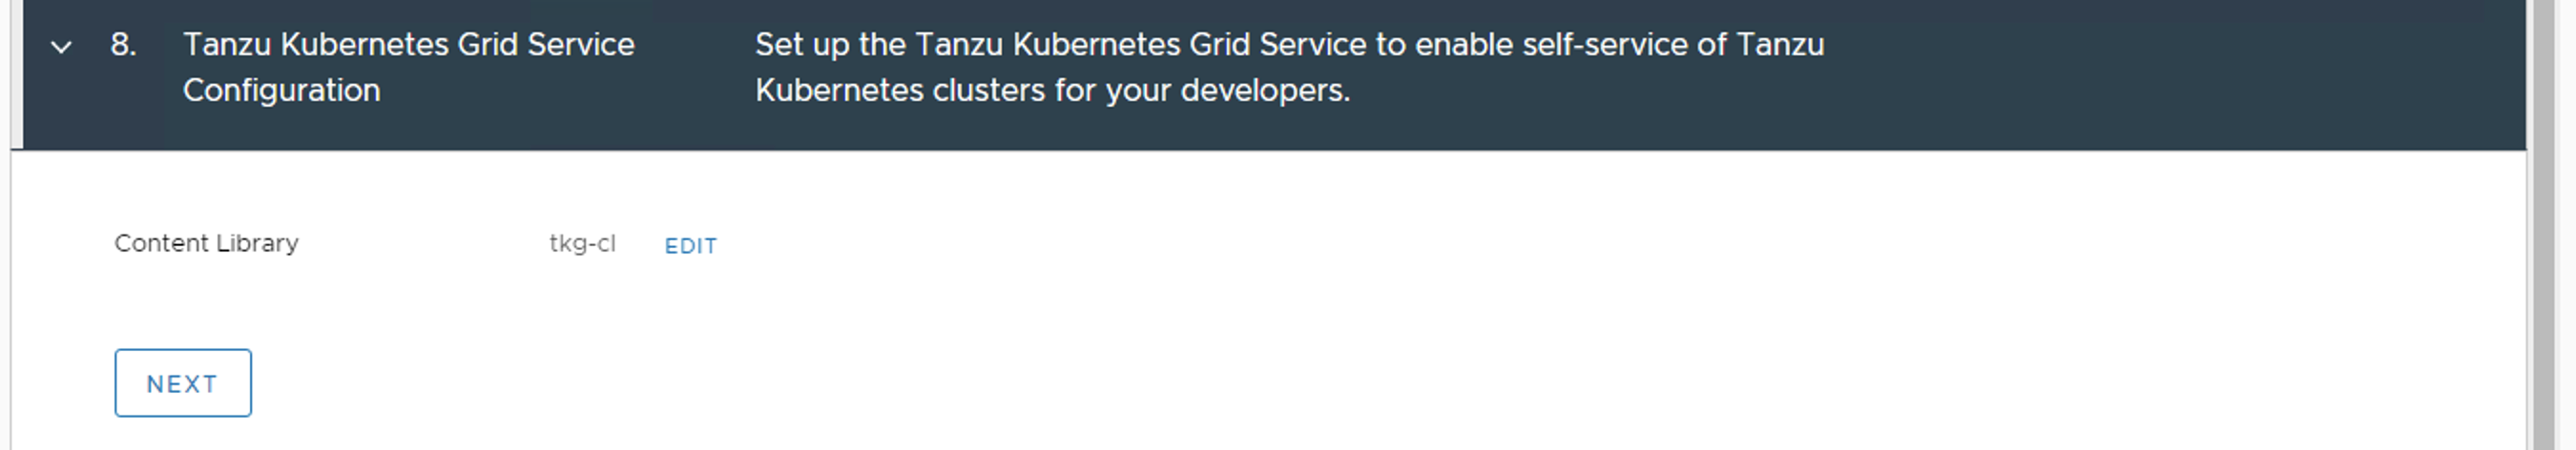 8. Tanzu Kubernetes Grid Service Configuration
Set up the Tanzu Kubernetes Grid Service to enable self-service of Tanzu
Kubernetes clusters for your developers.
Content Library tkg-cl EDIT
NEXT